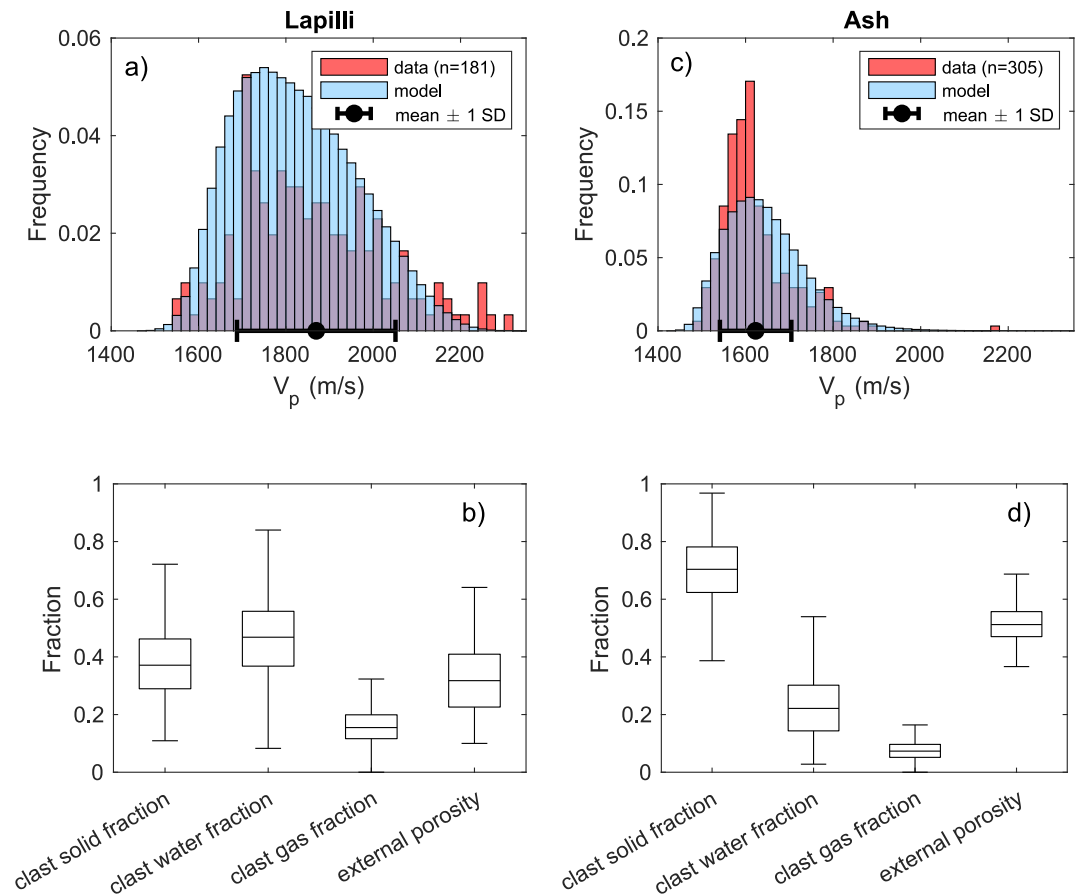 Lapilli
a)
data (n=181)
model
mean ± 1 SD
Frequency
0.06
0.04
0.02
0
1400
1600
1800
2000
2200
V_p (m/s)
Ash
c)
data (n=305)
model
mean ± 1 SD
Frequency
0.2
0.15
0.1
0.05
0
1400
1600
1800
2000
2200
V_p (m/s)
b)
Fraction
1
0.8
0.6
0.4
0.2
0
clast solid fraction
clast water fraction
clast gas fraction
external porosity
d)
Fraction
1
0.8
0.6
0.4
0.2
0
clast solid fraction
clast water fraction
clast gas fraction
external porosity